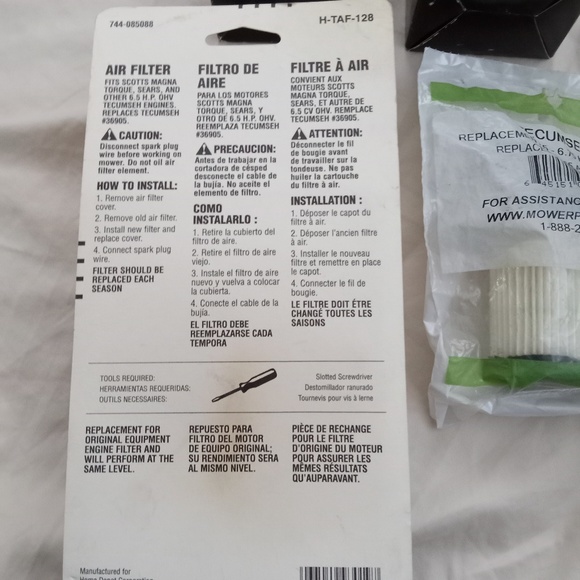 744-085088
H-TAF-128
AIR FILTER
FITS SCOTTS MAGNA
TORQUE, SEARS, AND
OTHER 6.5 H.P. OHV
TECUMSEH ENGINES.
REPLACES TECUMSEH
#36905.
CAUTION:
Disconnect spark plug
wire before working on
mower. Do not oil air
filter element.
HOW TO INSTALL:
1. Remove air filter
cover.
2. Remove old air filter.
3. Install new filter and
replace cover.
4. Connect spark plug
wire.
FILTER SHOULD BE
REPLACED EACH
SEASON
FILTRO DE
AIRE
PARA LOS MOTORES
SCOTTS MAGNA
TORQUE, SEARS, Y
OTRO DE 6.5 H.P. OHV.
REEMPLAZA TECUMSEH
#36905.
PRECAUCION:
Antes de trabajar en la
cortadora de césped
desconecte el cable de
la bujía. No aceite el
elemento de filtro.
COMO
INSTALARLO :
1. Retire la cubierta del
filtro de aire.
2. Retire el filtro de aire
viejo.
3. Instale el filtro de aire
nuevo y vuelva a colocar
la cubierta.
4. Conecte el cable de la
bujía.
EL FILTRO DEBE
REEMPLAZARSE CADA
TEMPORA
FILTRE À AIR
CONVIENT AUX
MOTEURS SCOTTS
MAGNA TORQUE,
SEARS, ET AUTRE DE
6.5 CV OHV. REMPLACE
TECUMSEH #36905.
ATTENTION:
Déconnecter le fil
de bougie avant
de travailler sur la
tondeuse. Ne pas
huiler la cartouche
du filtre à air.
INSTALLATION :
1. Déposer le capot du
filtre à air.
2. Déposer l'ancien filtre
à air.
3. Installer le nouveau
filtre et remettre en place
le capot.
4. Connecter le fil de
bougie.
LE FILTRE DOIT ÊTRE
CHANGÉ TOUTES LES
SAISONS
TOOLS REQUIRED:
HERRAMIENTAS REQUERIDAS:
OUTILS NÉCESSAIRES:
Slotted Screwdriver
Destornillador ranurado
Tournevis pour vis à lerne
REPLACEMENT FOR
ORIGINAL EQUIPMENT
ENGINE FILTER AND
WILL PERFORM AT THE
SAME LEVEL.
REPUESTO PARA
FILTRO DEL MOTOR
DE EQUIPO ORIGINAL;
SU RENDIMIENTO SERA
AL MISMO NIVEL.
PIÈCE DE RECHANGE
POUR LE FILTRE
D'ORIGINE DU MOTEUR
POUR ASSURER LES
MÊMES RÉSULTATS
QU'AUPARAVANT.
Manufactured for
Home Depot Corporation
FOR ASSISTANC
WWW.MOWERP
1-888-2